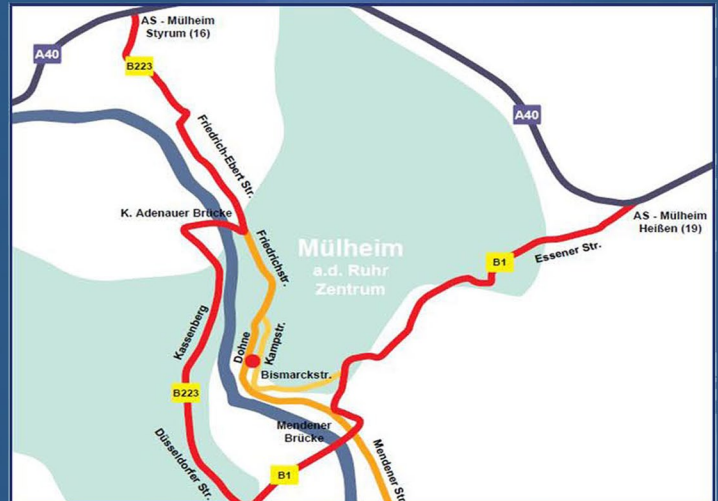 AS - Mülheim
Styrum (16)
A40
B223
A40
Friedrich-Ebert Str.
K. Adenauer Brücke
AS - Mülheim
Heißen (19)
Friedrichstr.
Mülheim
a.d. Ruhr
Zentrum
Essener Str.
B1
Kassenberg
Dohne
Kampstr.
Bismarckstr.
B223
Mendener
Brücke
Düsseldorfer Str.
B1
Mendener Str